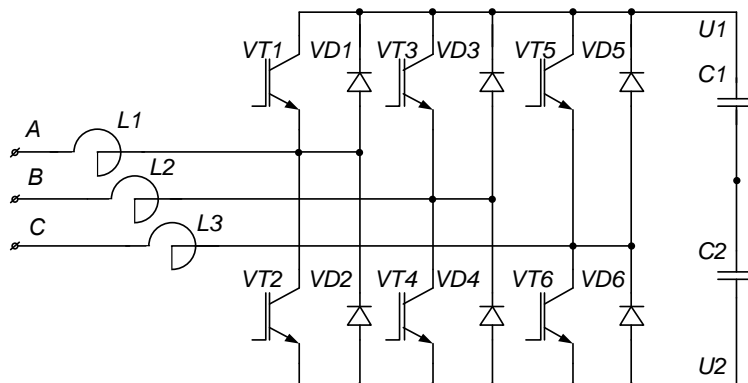 U1
VT1 VD1 VT3 VD3 VT5 VD5
C1
A L1
L2
B
L3
C
C2
VT2 VD2 VT4 VD4 VT6 VD6
U2